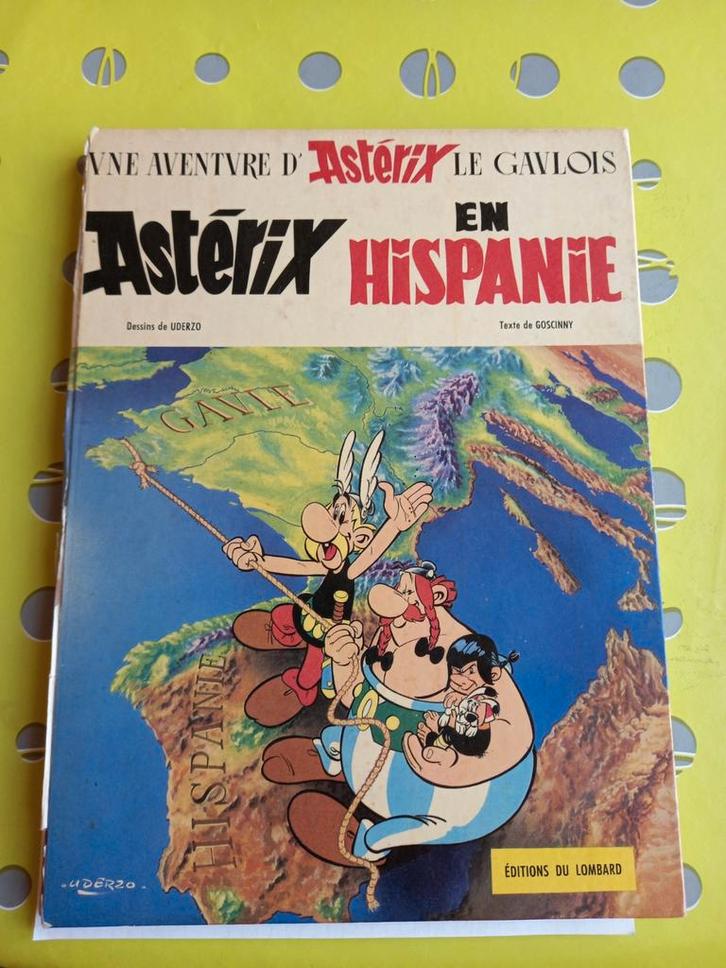 VNE AVENTVRE D'Astérix LE GAVLOIS
Astérix EN HISPANIE
Dessins de UDERZO
Texte de GOSCINNY
GAVLE
HISPANIE
UDERZO
ÉDITIONS DU LOMBARD